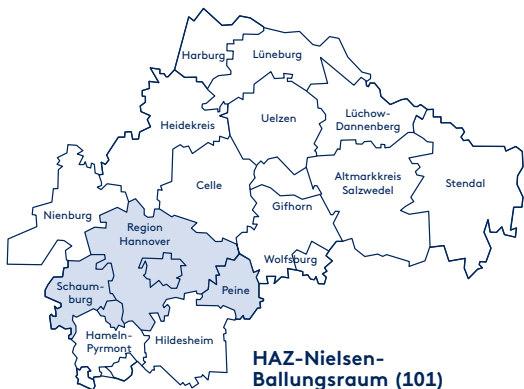 Harburg
Lüneburg
Heidekreis
Uelzen
Lüchow-
Dannenberg
Celle
Altmarkkreis
Salzwedel
Stendal
Nienburg
Gifhorn
Region
Hannover
Wolfsburg
Schaum-
burg
Peine
Hameln-
Pyrmont
Hildesheim
HAZ-Nielsen-
Ballungsraum (101)